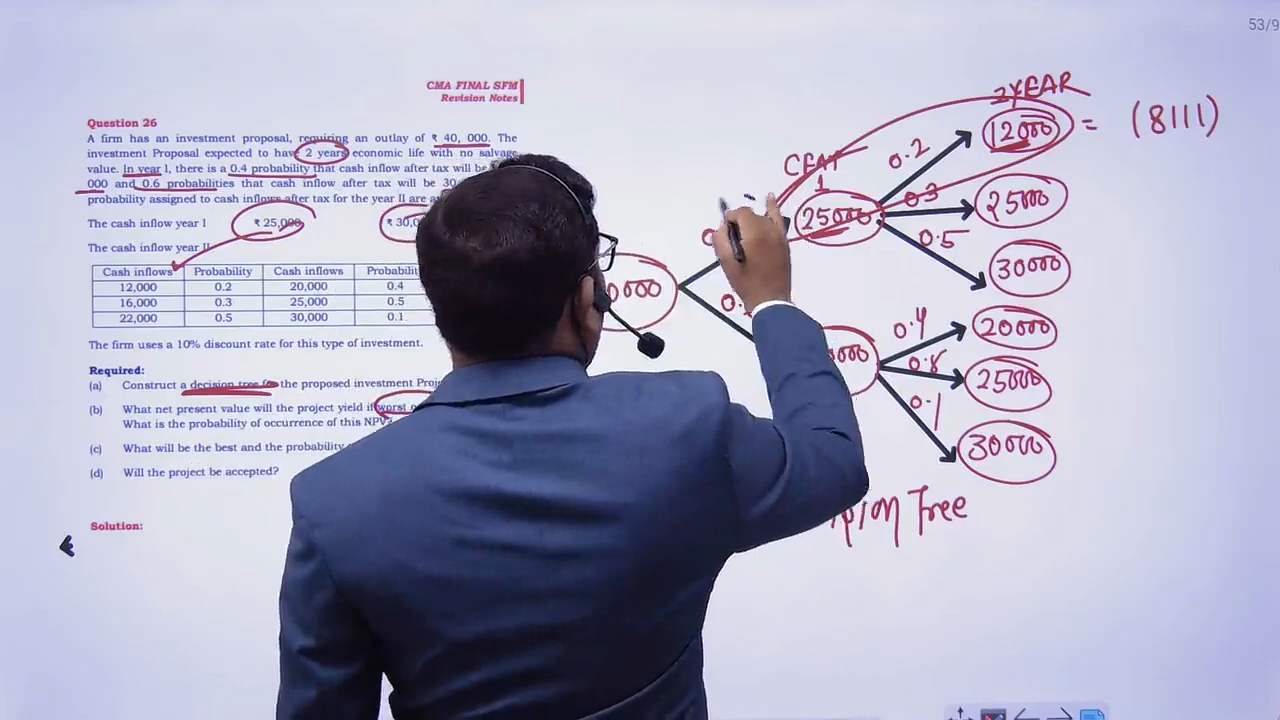 53/9
CMA FINAL SFM
Revision Notes
Question 26
A firm has an investment proposal, requiring an outlay of ₹ 40, 000. The
investment Proposal expected to have 2 years economic life with no salvage
value. In year I, there is a 0.4 probability that cash inflow after tax will be
000 and 0.6 probabilities that cash inflow after tax will be 30
probability assigned to cash inflows after tax for the year II are
The cash inflow year I ₹ 25,000 ₹ 30,0
The cash inflow year
Cash inflows Probability Cash inflows Probabili
12,000 0.2 20,000 0.4
16,000 0.3 25,000 0.5
22,000 0.5 30,000 0.1
The firm uses a 10% discount rate for this type of investment.
Required:
(a) Construct a decision tree for the proposed investment Proj
(b) What net present value will the project yield if worst
What is the probability of occurrence of this NPV?
(c) What will be the best and the probability
(d) Will the project be accepted?
Solution:
2YEAR
12000 = (8111)
CFAT
1
0.2
25000
0.3
25000
0.5
30000
0000
0.4
20000
25000
0.1
30000
Tree